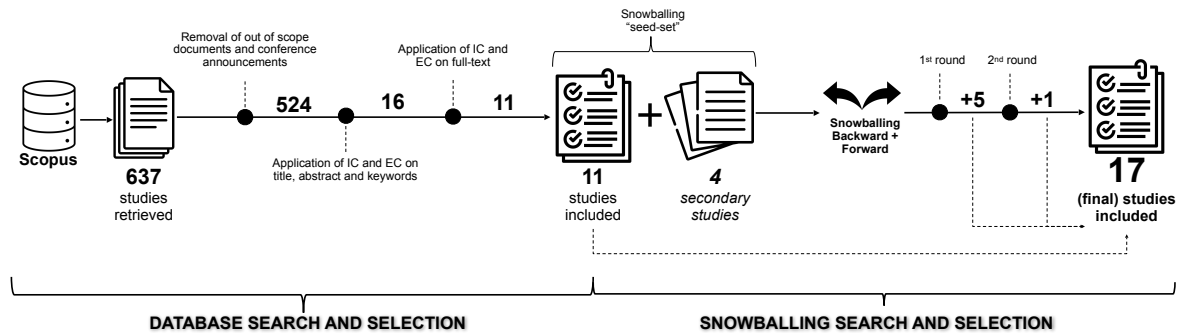 Snowballing
“seed-set”
Removal of out of scope
documents and conference
announcements
Application of IC and
EC on full-text
1st round
2nd round
524
16
11
+5
+1
Scopus
Application of IC and EC on
title, abstract and keywords
Snowballing
Backward +
Forward
637
studies
retrieved
11
studies
included
4
secondary
studies
17
(final) studies
included
DATABASE SEARCH AND SELECTION
SNOWBALLING SEARCH AND SELECTION